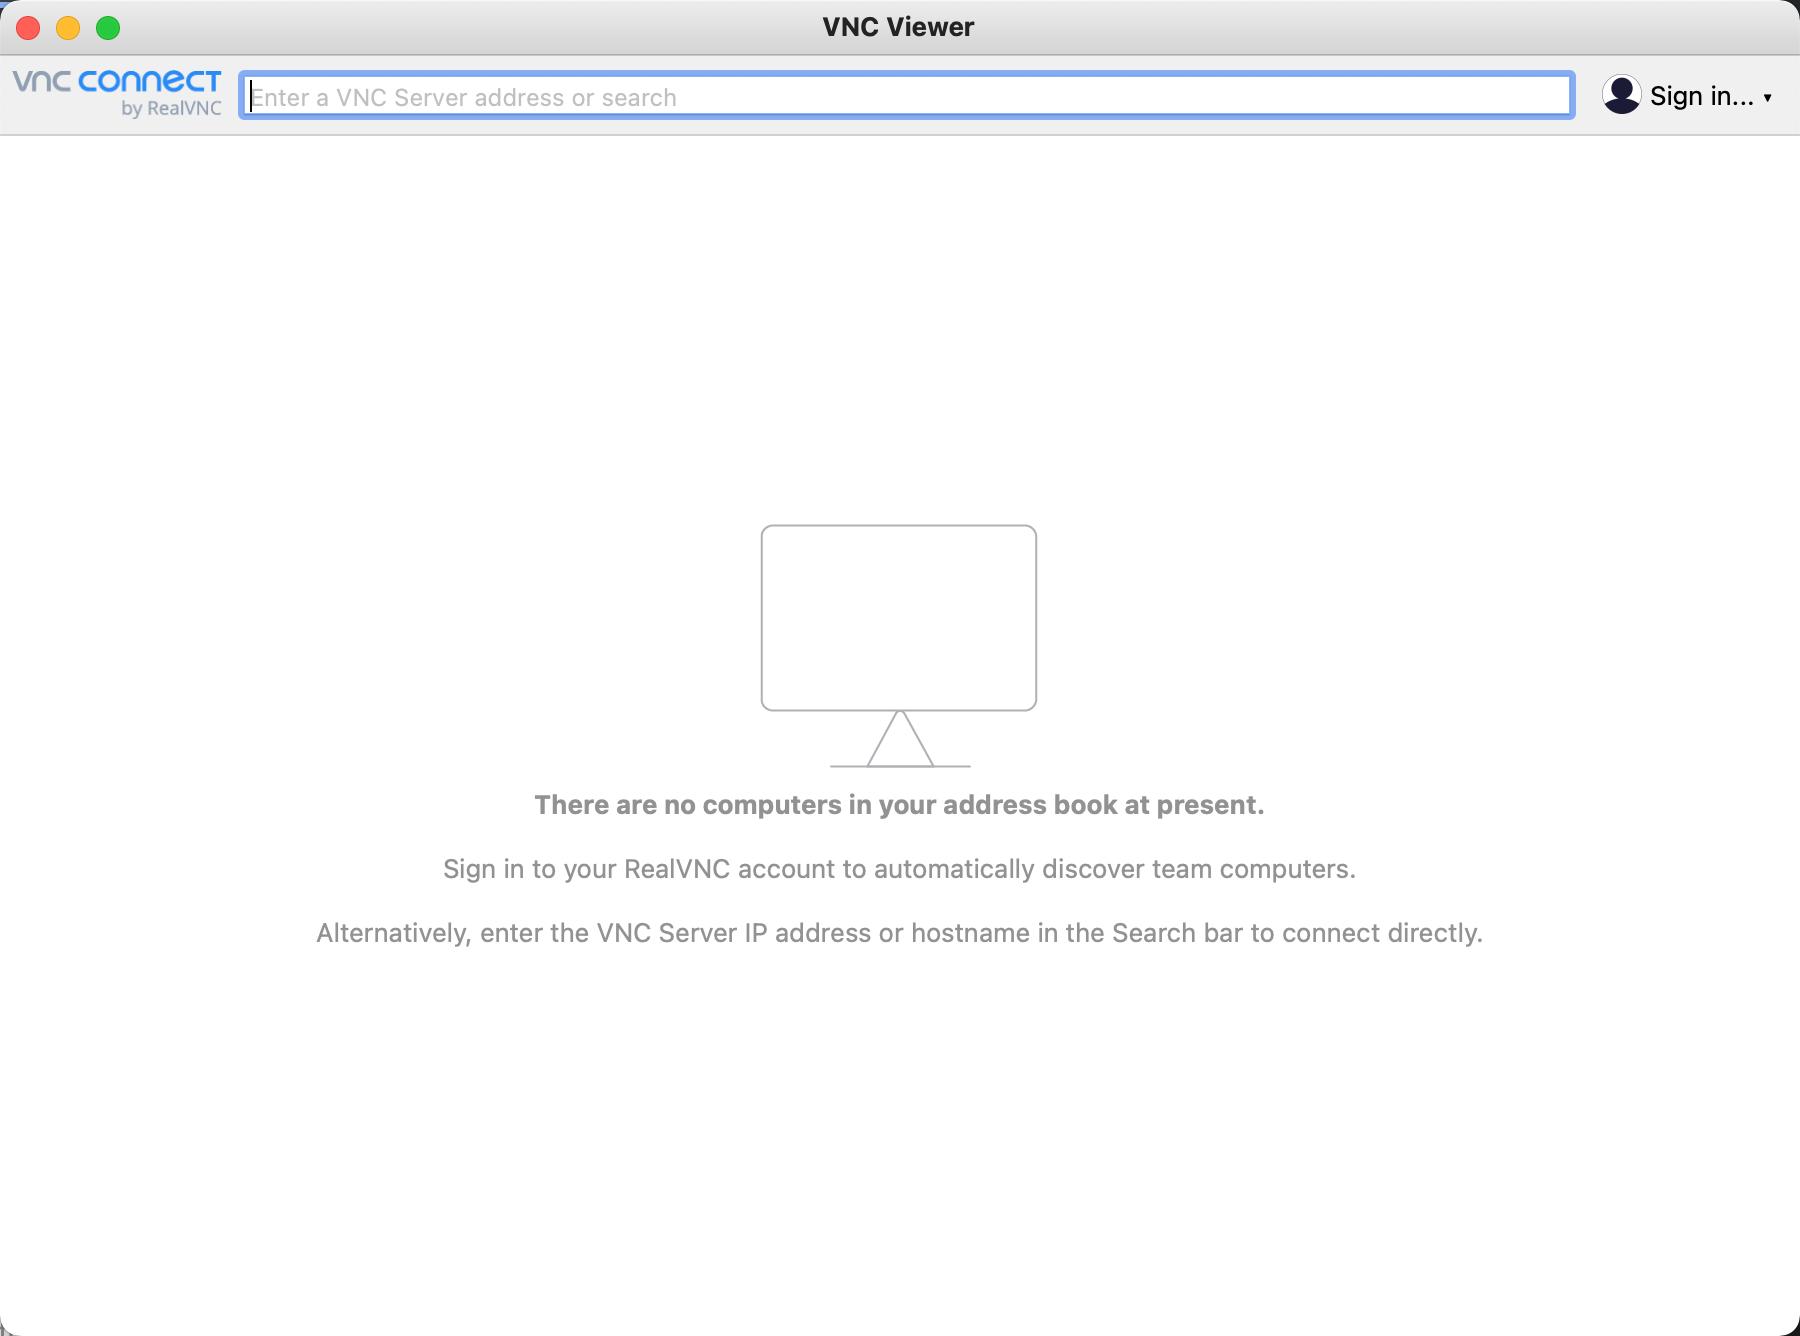 VNC Viewer
vnc connect
by RealVNC
Enter a VNC Server address or search
Sign in...
There are no computers in your address book at present.
Sign in to your RealVNC account to automatically discover team computers.
Alternatively, enter the VNC Server IP address or hostname in the Search bar to connect directly.